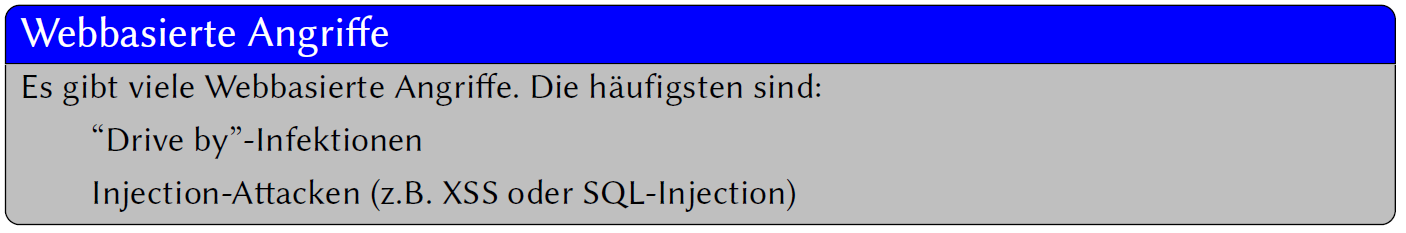 Webbasierte Angriffe
Es gibt viele Webbasierte Angriffe. Die häufigsten sind:
“Drive by”-Infektionen
Injection-Attacken (z.B. XSS oder SQL-Injection)